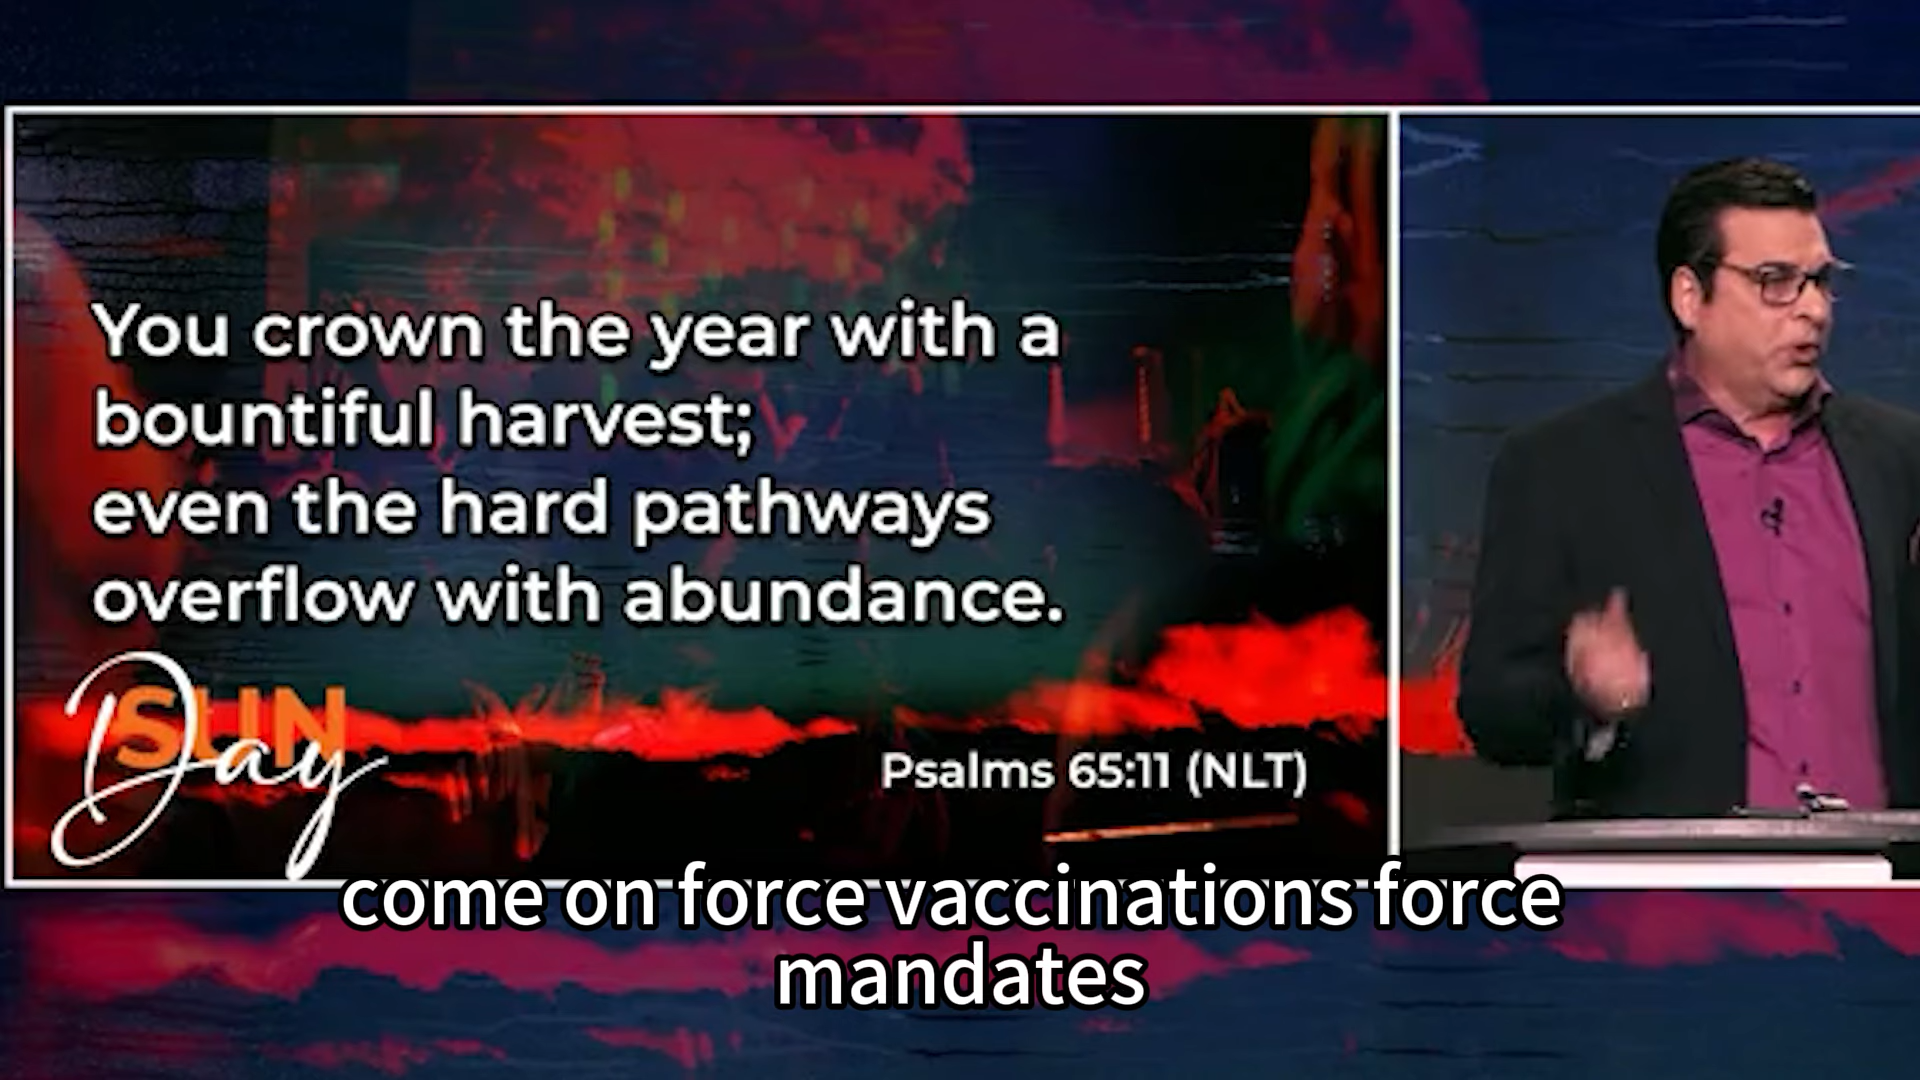 You crown the year with a
bountiful harvest;
even the hard pathways
overflow with abundance.
SUN
Day
Psalms 65:11 (NLT)
come on force vaccinations force
mandates